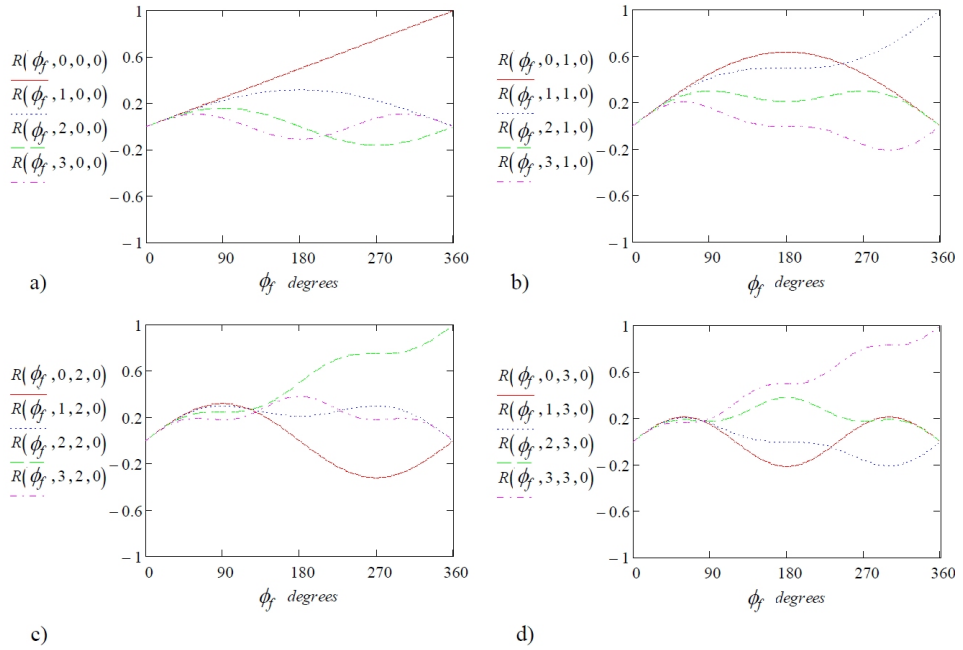 R(ϕf,0,0,0)
R(ϕf,1,0,0)
R(ϕf,2,0,0)
R(ϕf,3,0,0)
1
0.6
0.2
−0.2
−0.6
−1
0 90 180 270 360
ϕf degrees
a)
R(ϕf,0,1,0)
R(ϕf,1,1,0)
R(ϕf,2,1,0)
R(ϕf,3,1,0)
1
0.6
0.2
−0.2
−0.6
−1
0 90 180 270 360
ϕf degrees
b)
R(ϕf,0,2,0)
R(ϕf,1,2,0)
R(ϕf,2,2,0)
R(ϕf,3,2,0)
1
0.6
0.2
−0.2
−0.6
−1
0 90 180 270 360
ϕf degrees
c)
R(ϕf,0,3,0)
R(ϕf,1,3,0)
R(ϕf,2,3,0)
R(ϕf,3,3,0)
1
0.6
0.2
−0.2
−0.6
−1
0 90 180 270 360
ϕf degrees
d)